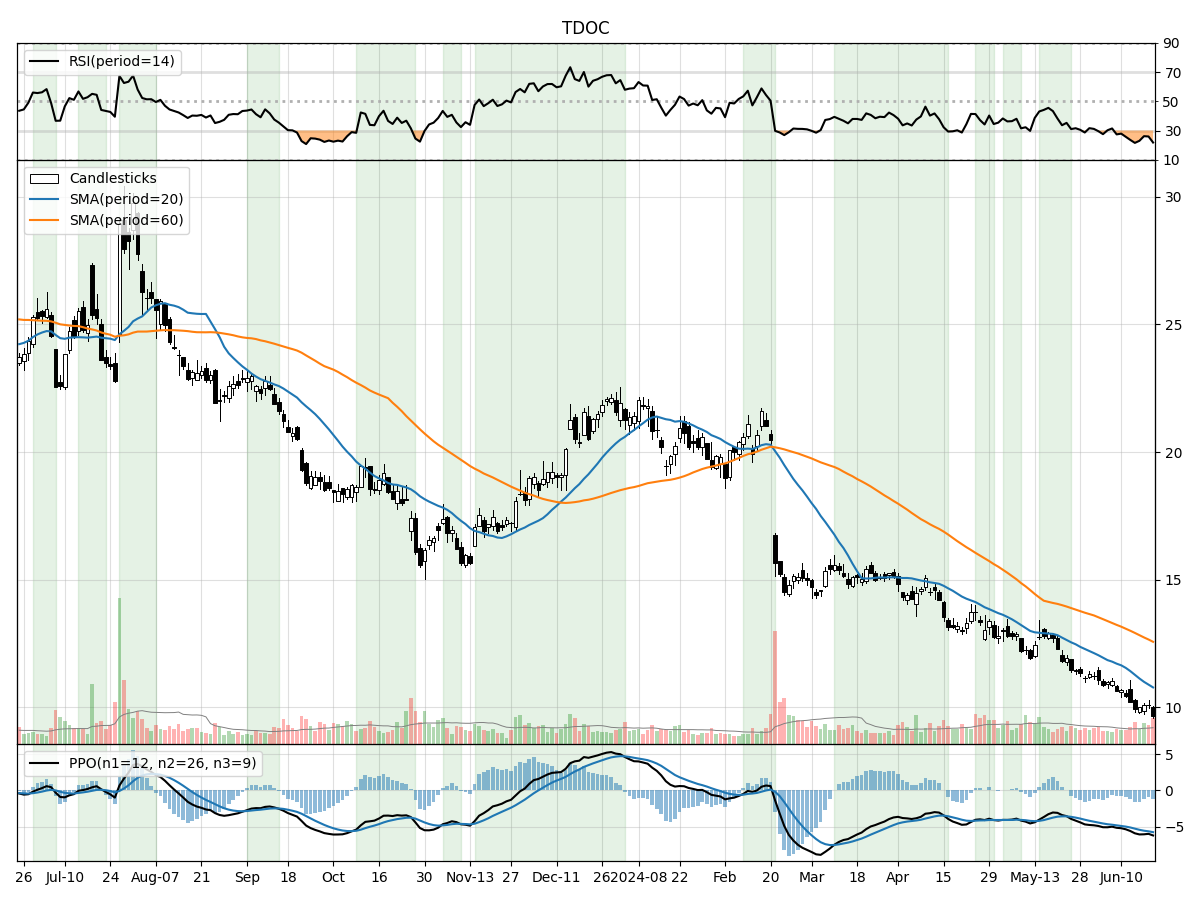 TDOC
RSI(period=14)
90
70
50
30
10
Candlesticks
SMA(period=20)
SMA(period=60)
30
25
20
15
10
PPO(n1=12, n2=26, n3=9)
5
0
−5
26 Jul-10 24 Aug-07 21 Sep 18 Oct 16 30 Nov-13 27 Dec-11 26 2024-08 22 Feb 20 Mar 18 Apr 15 29 May-13 28 Jun-10